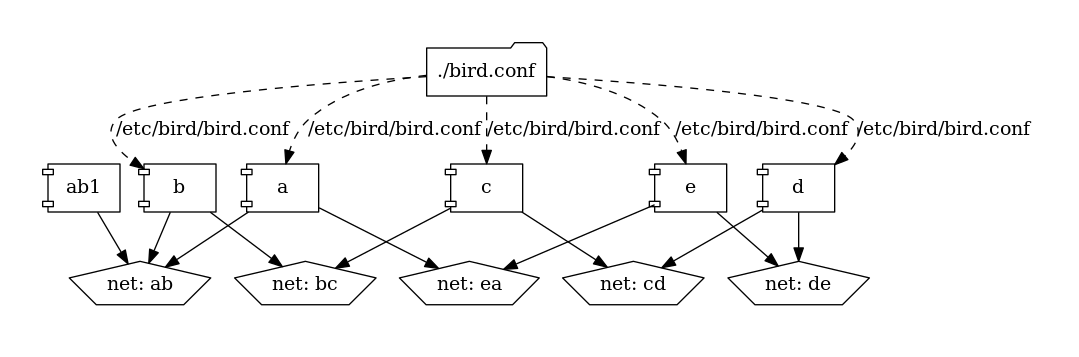 ./bird.conf
/etc/bird/bird.conf /etc/bird/bird.conf /etc/bird/bird.conf /etc/bird/bird.conf /etc/bird/bird.conf
ab1 b a c e d
net: ab net: bc net: ea net: cd net: de